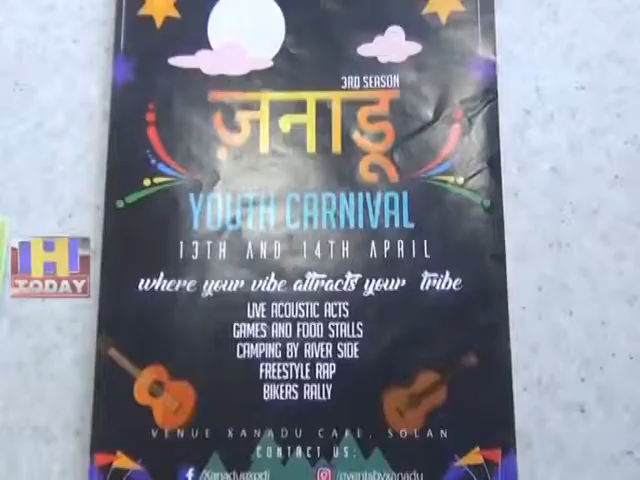 3RD SEASON
ज़नाडू
YOUTH CARNIVAL
13TH AND 14TH APRIL
where your vibe attracts your tribe
LIVE ACOUSTIC ACTS
GAMES AND FOOD STALLS
CAMPING BY RIVER SIDE
FREESTYLE RAP
BIKERS RALLY
VENUE XANADU CAFE, SOLAN
CONTACT US:
/eventsbyxanadu
H
TODAY